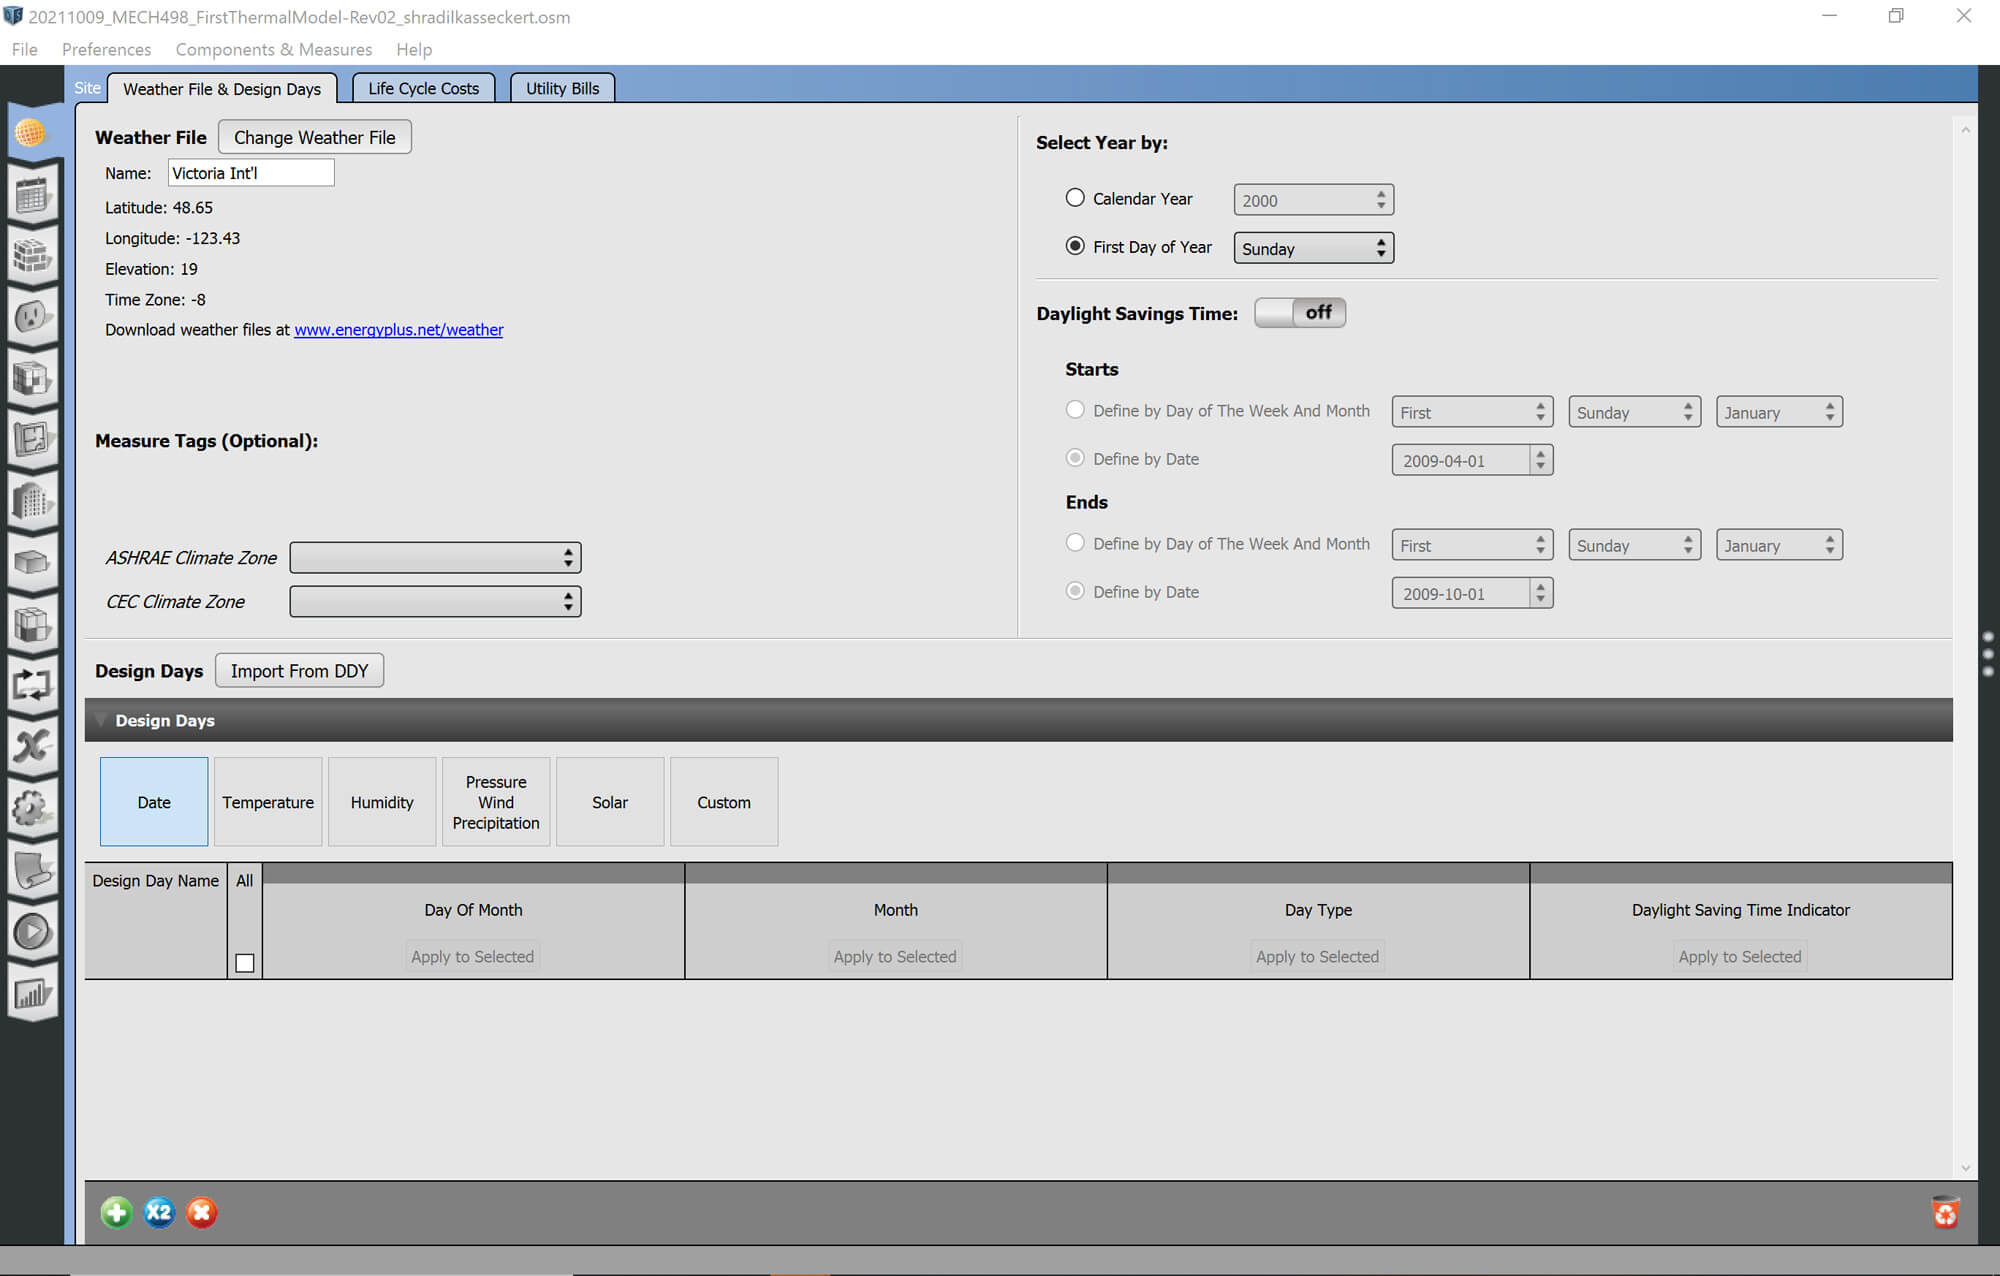 20211009_MECH498_FirstThermalModel-Rev02_shradilkasseckert.osm
File Preferences Components & Measures Help
Site Weather File & Design Days Life Cycle Costs Utility Bills
Weather File Change Weather File
Name: Victoria Int'l
Latitude: 48.65
Longitude: -123.43
Elevation: 19
Time Zone: -8
Download weather files at www.energyplus.net/weather
Measure Tags (Optional):
ASHRAE Climate Zone
CEC Climate Zone
Select Year by:
Calendar Year 2000
First Day of Year Sunday
Daylight Savings Time: off
Starts
Define by Day of The Week And Month First Sunday January
Define by Date 2009-04-01
Ends
Define by Day of The Week And Month First Sunday January
Define by Date 2009-10-01
Design Days Import From DDY
Design Days
Date Temperature Humidity Pressure Wind Precipitation Solar Custom
Design Day Name All
Day Of Month Month Day Type Daylight Saving Time Indicator
Apply to Selected Apply to Selected Apply to Selected Apply to Selected
X2